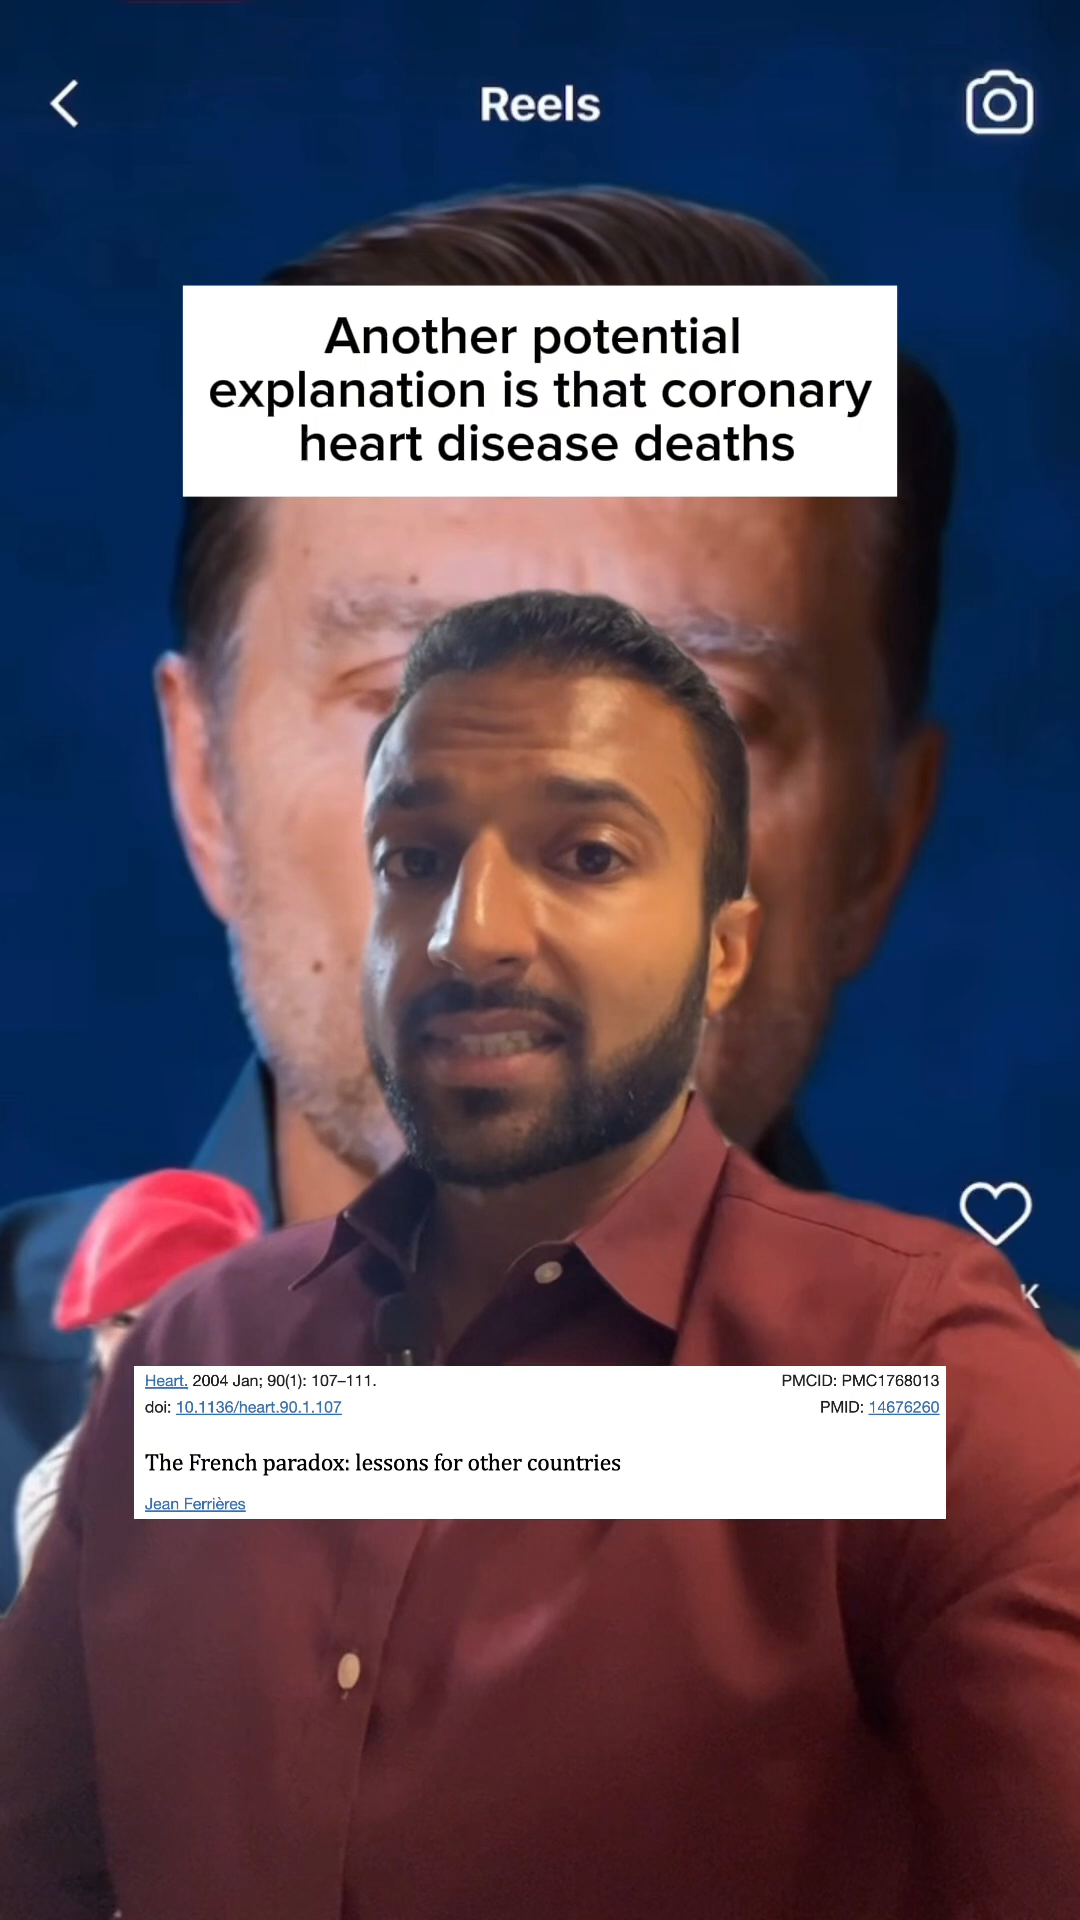 Reels
Another potential
explanation is that coronary
heart disease deaths
K
Heart. 2004 Jan; 90(1): 107–111. PMCID: PMC1768013
doi: 10.1136/heart.90.1.107 PMID: 14676260
The French paradox: lessons for other countries
Jean Ferrières